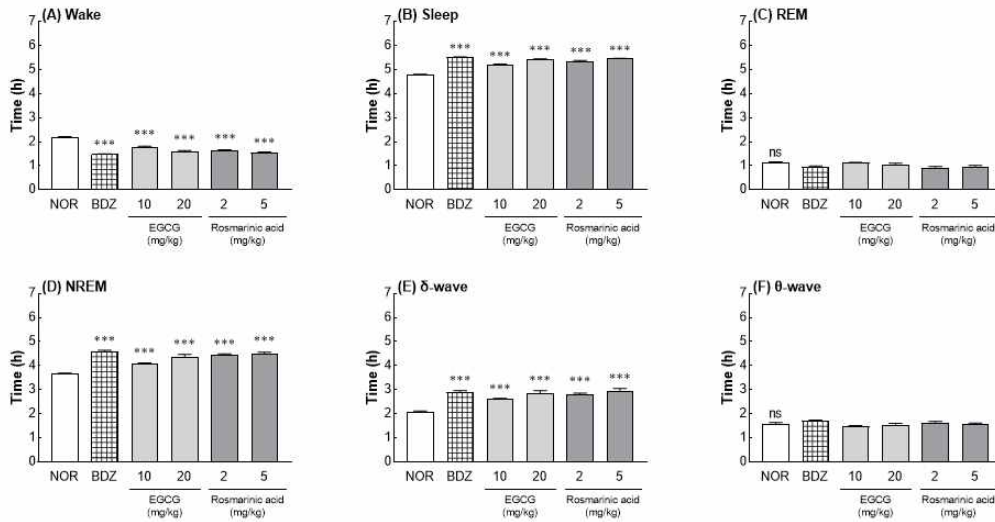 (A) Wake
Time (h)
7
6
5
4
3
2
1
0
***
***
***
***
***
NOR BDZ 10 20 2 5
EGCG Rosmarinic acid
(mg/kg) (mg/kg)
(B) Sleep
Time (h)
7
6
5
4
3
2
1
0
***
***
***
***
***
NOR BDZ 10 20 2 5
EGCG Rosmarinic acid
(mg/kg) (mg/kg)
(C) REM
Time (h)
7
6
5
4
3
2
1
0
ns
NOR BDZ 10 20 2 5
EGCG Rosmarinic acid
(mg/kg) (mg/kg)
(D) NREM
Time (h)
7
6
5
4
3
2
1
0
***
***
***
***
***
NOR BDZ 10 20 2 5
EGCG Rosmarinic acid
(mg/kg) (mg/kg)
(E) δ-wave
Time (h)
7
6
5
4
3
2
1
0
***
***
***
***
***
NOR BDZ 10 20 2 5
EGCG Rosmarinic acid
(mg/kg) (mg/kg)
(F) θ-wave
Time (h)
7
6
5
4
3
2
1
0
ns
NOR BDZ 10 20 2 5
EGCG Rosmarinic acid
(mg/kg) (mg/kg)